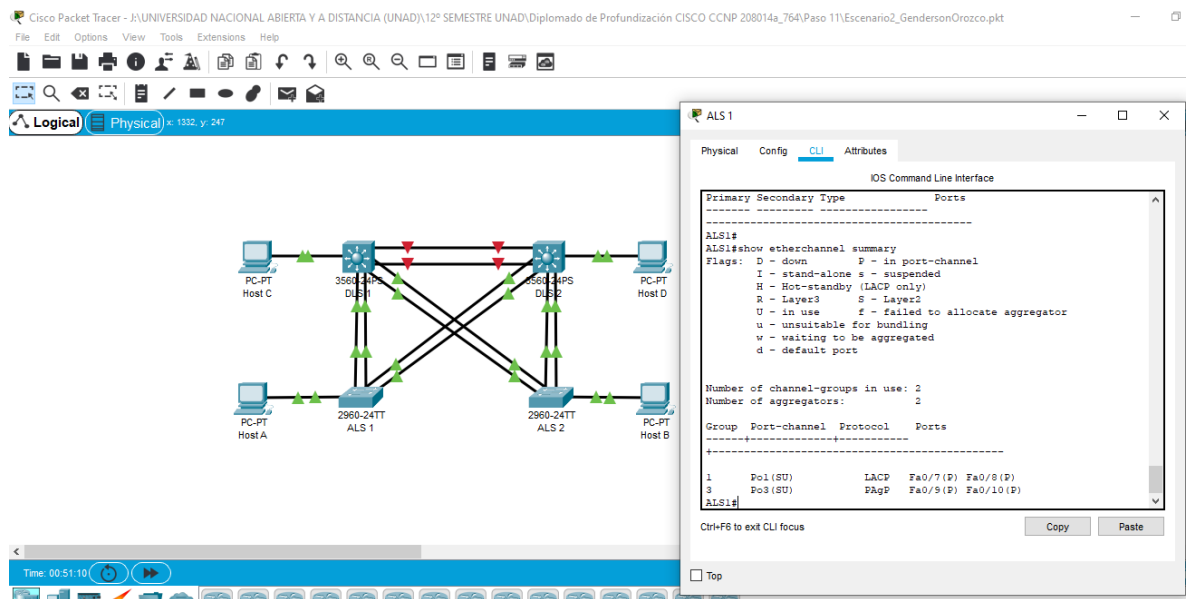 Cisco Packet Tracer - J:\UNIVERSIDAD NACIONAL ABIERTA Y A DISTANCIA (UNAD)\12° SEMESTRE UNAD\Diplomado de Profundización CISCO CCNP 208014a_764\Paso 11\Escenario2_GendersonOrozco.pkt
File Edit Options View Tools Extensions Help
Logical Physical x: 1332, y: 247
PC-PT
Host C
3560-24PS
DLS 1
3560-24PS
DLS 2
PC-PT
Host D
PC-PT
Host A
2960-24TT
ALS 1
2960-24TT
ALS 2
PC-PT
Host B
Time: 00:51:10
ALS 1
Physical Config CLI Attributes
IOS Command Line Interface
Primary Secondary Type Ports
------- --------- -----------------
------------------------------------------
ALS1#
ALS1#show etherchannel summary
Flags: D - down P - in port-channel
I - stand-alone s - suspended
H - Hot-standby (LACP only)
R - Layer3 S - Layer2
U - in use f - failed to allocate aggregator
u - unsuitable for bundling
w - waiting to be aggregated
d - default port
Number of channel-groups in use: 2
Number of aggregators: 2
Group Port-channel Protocol Ports
------+-------------+-----------
+----------------------------------------------
1 Po1(SU) LACP Fa0/7(P) Fa0/8(P)
3 Po3(SU) PAgP Fa0/9(P) Fa0/10(P)
ALS1#
Ctrl+F6 to exit CLI focus
Copy Paste
Top